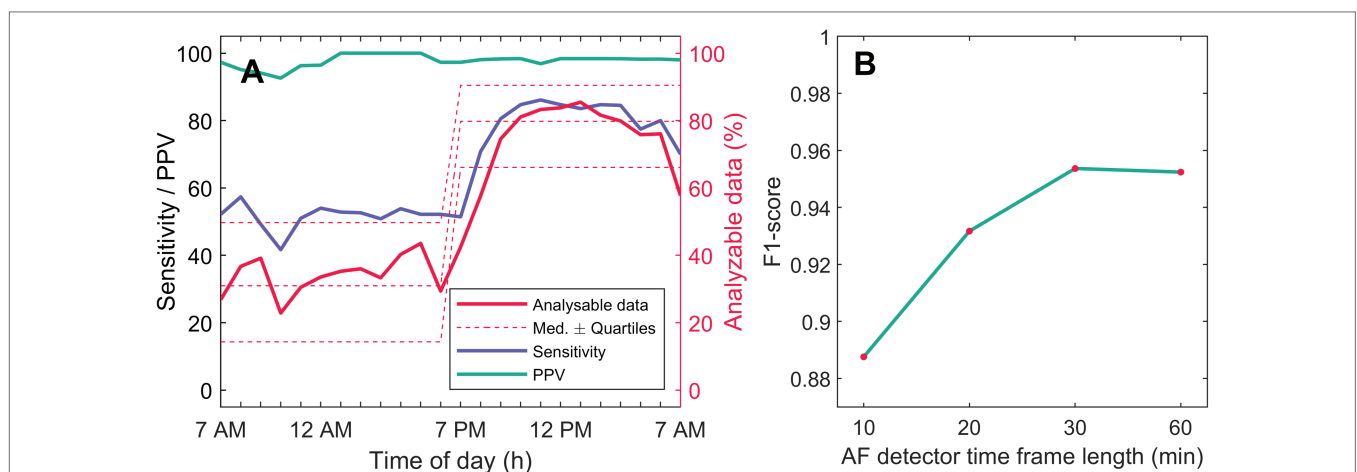 A
Sensitivity / PPV
100
80
60
40
20
0
7 AM
12 AM
7 PM
12 PM
7 AM
Time of day (h)
100
80
60
40
20
0
Analyzable data (%)
Analysable data
Med. ± Quartiles
Sensitivity
PPV
B
F1-score
1
0.98
0.96
0.94
0.92
0.9
0.88
10
20
30
60
AF detector time frame length (min)